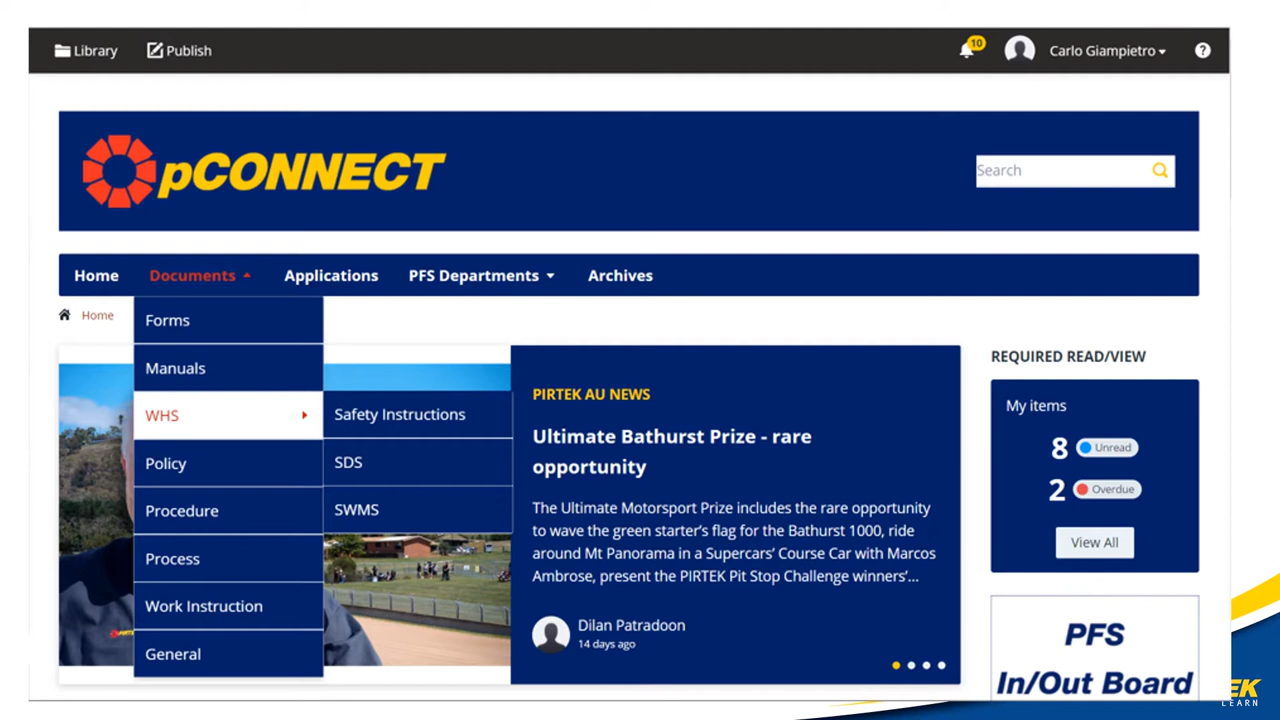 Library
Publish
10
Carlo Giampietro
?
pCONNECT
Search
Home
Documents
Applications
PFS Departments
Archives
Home
Forms
Manuals
WHS
Policy
Procedure
Process
Work Instruction
General
Safety Instructions
SDS
SWMS
PIRTEK AU NEWS
Ultimate Bathurst Prize - rare
opportunity
The Ultimate Motorsport Prize includes the rare opportunity
to wave the green starter’s flag for the Bathurst 1000, ride
around Mt Panorama in a Supercars’ Course Car with Marcos
Ambrose, present the PIRTEK Pit Stop Challenge winners’...
Dilan Patradoon
14 days ago
REQUIRED READ/VIEW
My items
8 Unread
2 Overdue
View All
PFS
In/Out Board
LEARN